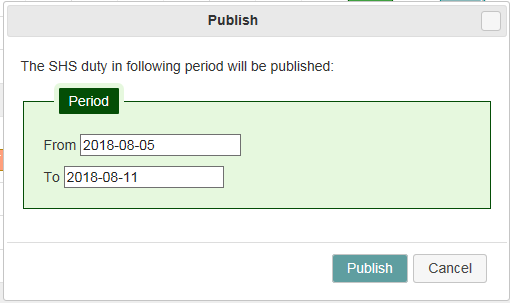 Publish
The SHS duty in following period will be published:
Period
From 2018-08-05
To 2018-08-11
Publish Cancel